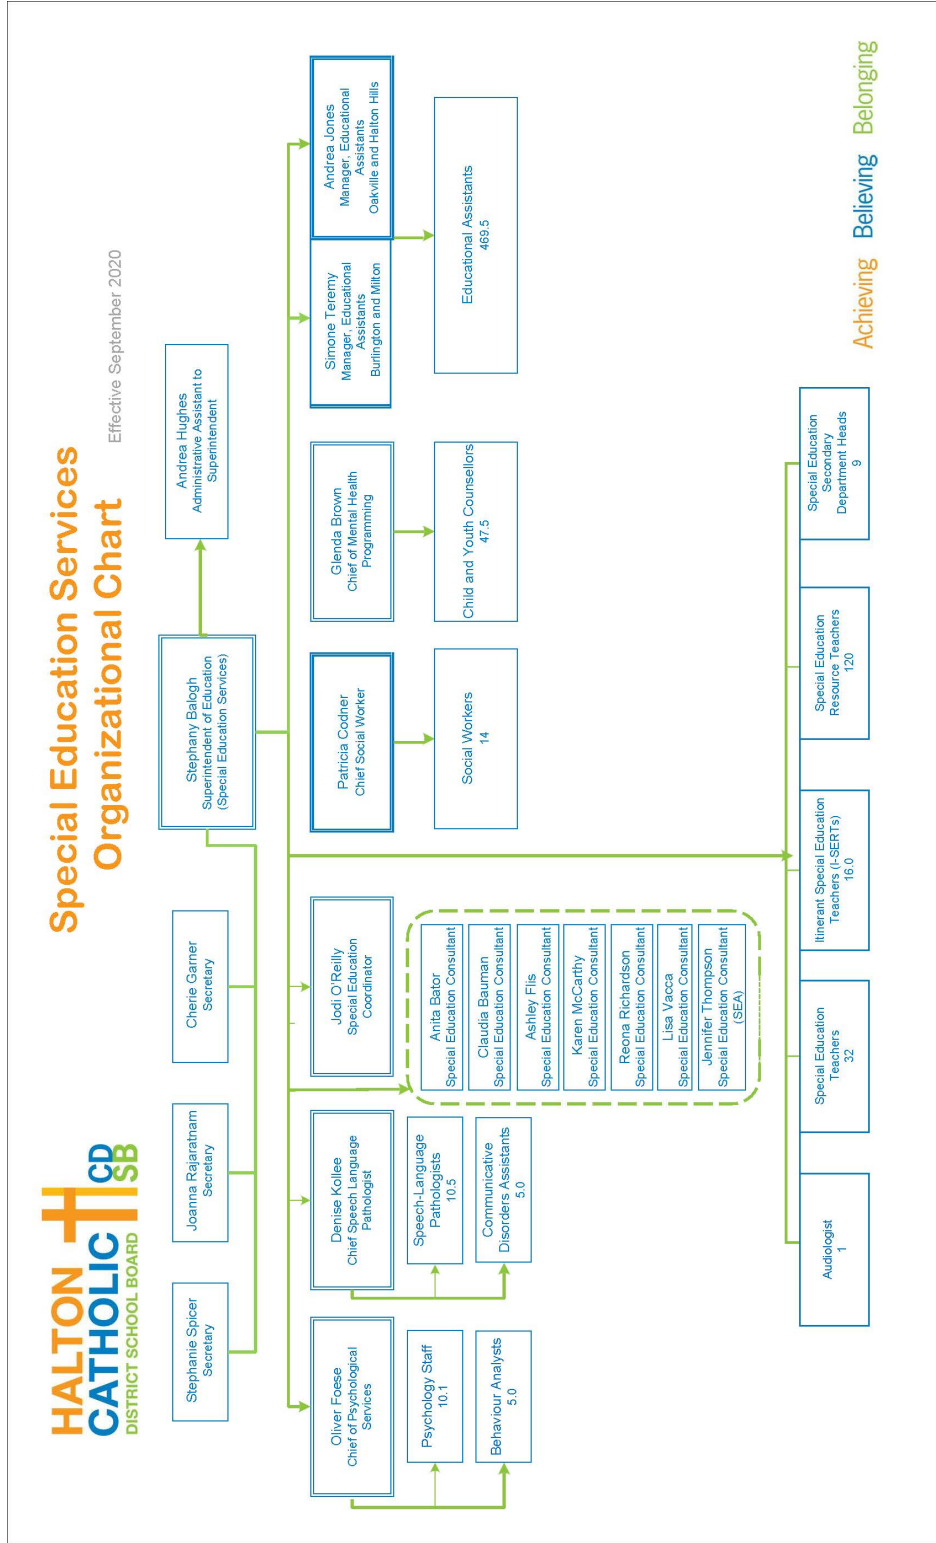 HALTON
CATHOLIC
DISTRICT SCHOOL BOARD
CD
SB
Special Education Services
Organizational Chart
Effective September 2020
Stephanie Spicer
Secretary
Joanna Rajaratnam
Secretary
Cherie Garner
Secretary
Stephany Balogh
Superintendent of Education
(Special Education Services)
Andrea Hughes
Administrative Assistant to
Superintendent
Oliver Foese
Chief of Psychological
Services
Denise Kollee
Chief Speech Language
Pathologist
Jodi O'Reilly
Special Education
Coordinator
Patricia Codner
Chief Social Worker
Glenda Brown
Chief of Mental Health
Programming
Simone Teremy
Manager, Educational
Assistants
Burlington and Milton
Andrea Jones
Manager, Educational
Assistants
Oakville and Halton Hills
Psychology Staff
10.1
Behaviour Analysts
5.0
Speech-Language
Pathologists
10.5
Communicative
Disorders Assistants
5.0
Anita Bator
Special Education Consultant
Claudia Bauman
Special Education Consultant
Ashley Flis
Special Education Consultant
Karen McCarthy
Special Education Consultant
Reona Richardson
Special Education Consultant
Lisa Vacca
Special Education Consultant
Jennifer Thompson
Special Education Consultant
(SEA)
Social Workers
14
Child and Youth Counsellors
47.5
Educational Assistants
469.5
Audiologist
1
Special Education
Teachers
32
Itinerant Special Education
Teachers (I-SERTs)
16.0
Special Education
Resource Teachers
120
Special Education
Secondary
Department Heads
9
Achieving Believing Belonging